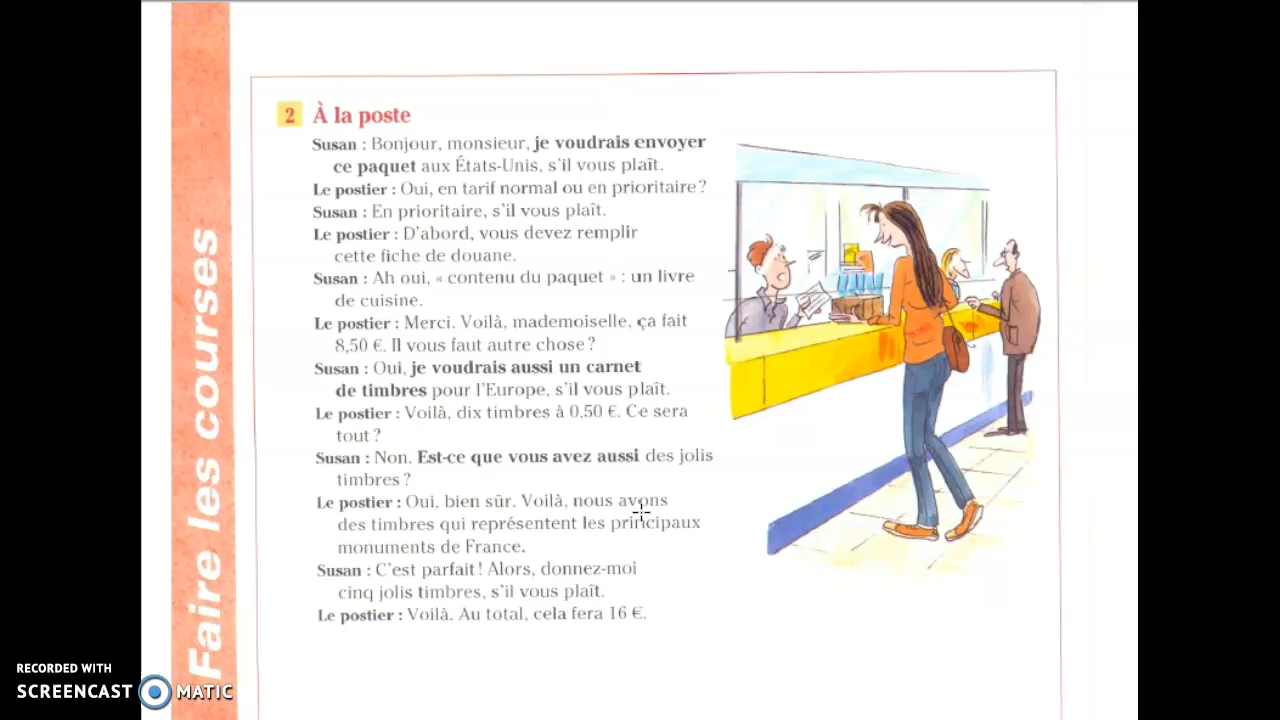 2 À la poste
Susan : Bonjour, monsieur, je voudrais envoyer
ce paquet aux États-Unis, s'il vous plaît.
Le postier : Oui, en tarif normal ou en prioritaire ?
Susan : En prioritaire, s'il vous plaît.
Le postier : D'abord, vous devez remplir
cette fiche de douane.
Susan : Ah oui, « contenu du paquet » : un livre
de cuisine.
Le postier : Merci. Voilà, mademoiselle, ça fait
8,50 €. Il vous faut autre chose ?
Susan : Oui, je voudrais aussi un carnet
de timbres pour l'Europe, s'il vous plaît.
Le postier : Voilà, dix timbres à 0,50 €. Ce sera
tout ?
Susan : Non. Est-ce que vous avez aussi des jolis
timbres ?
Le postier : Oui, bien sûr. Voilà, nous avons
des timbres qui représentent les principaux
monuments de France.
Susan : C'est parfait ! Alors, donnez-moi
cinq jolis timbres, s'il vous plaît.
Le postier : Voilà. Au total, cela fera 16 €.
Faire les courses
RECORDED WITH
SCREENCAST MATIC